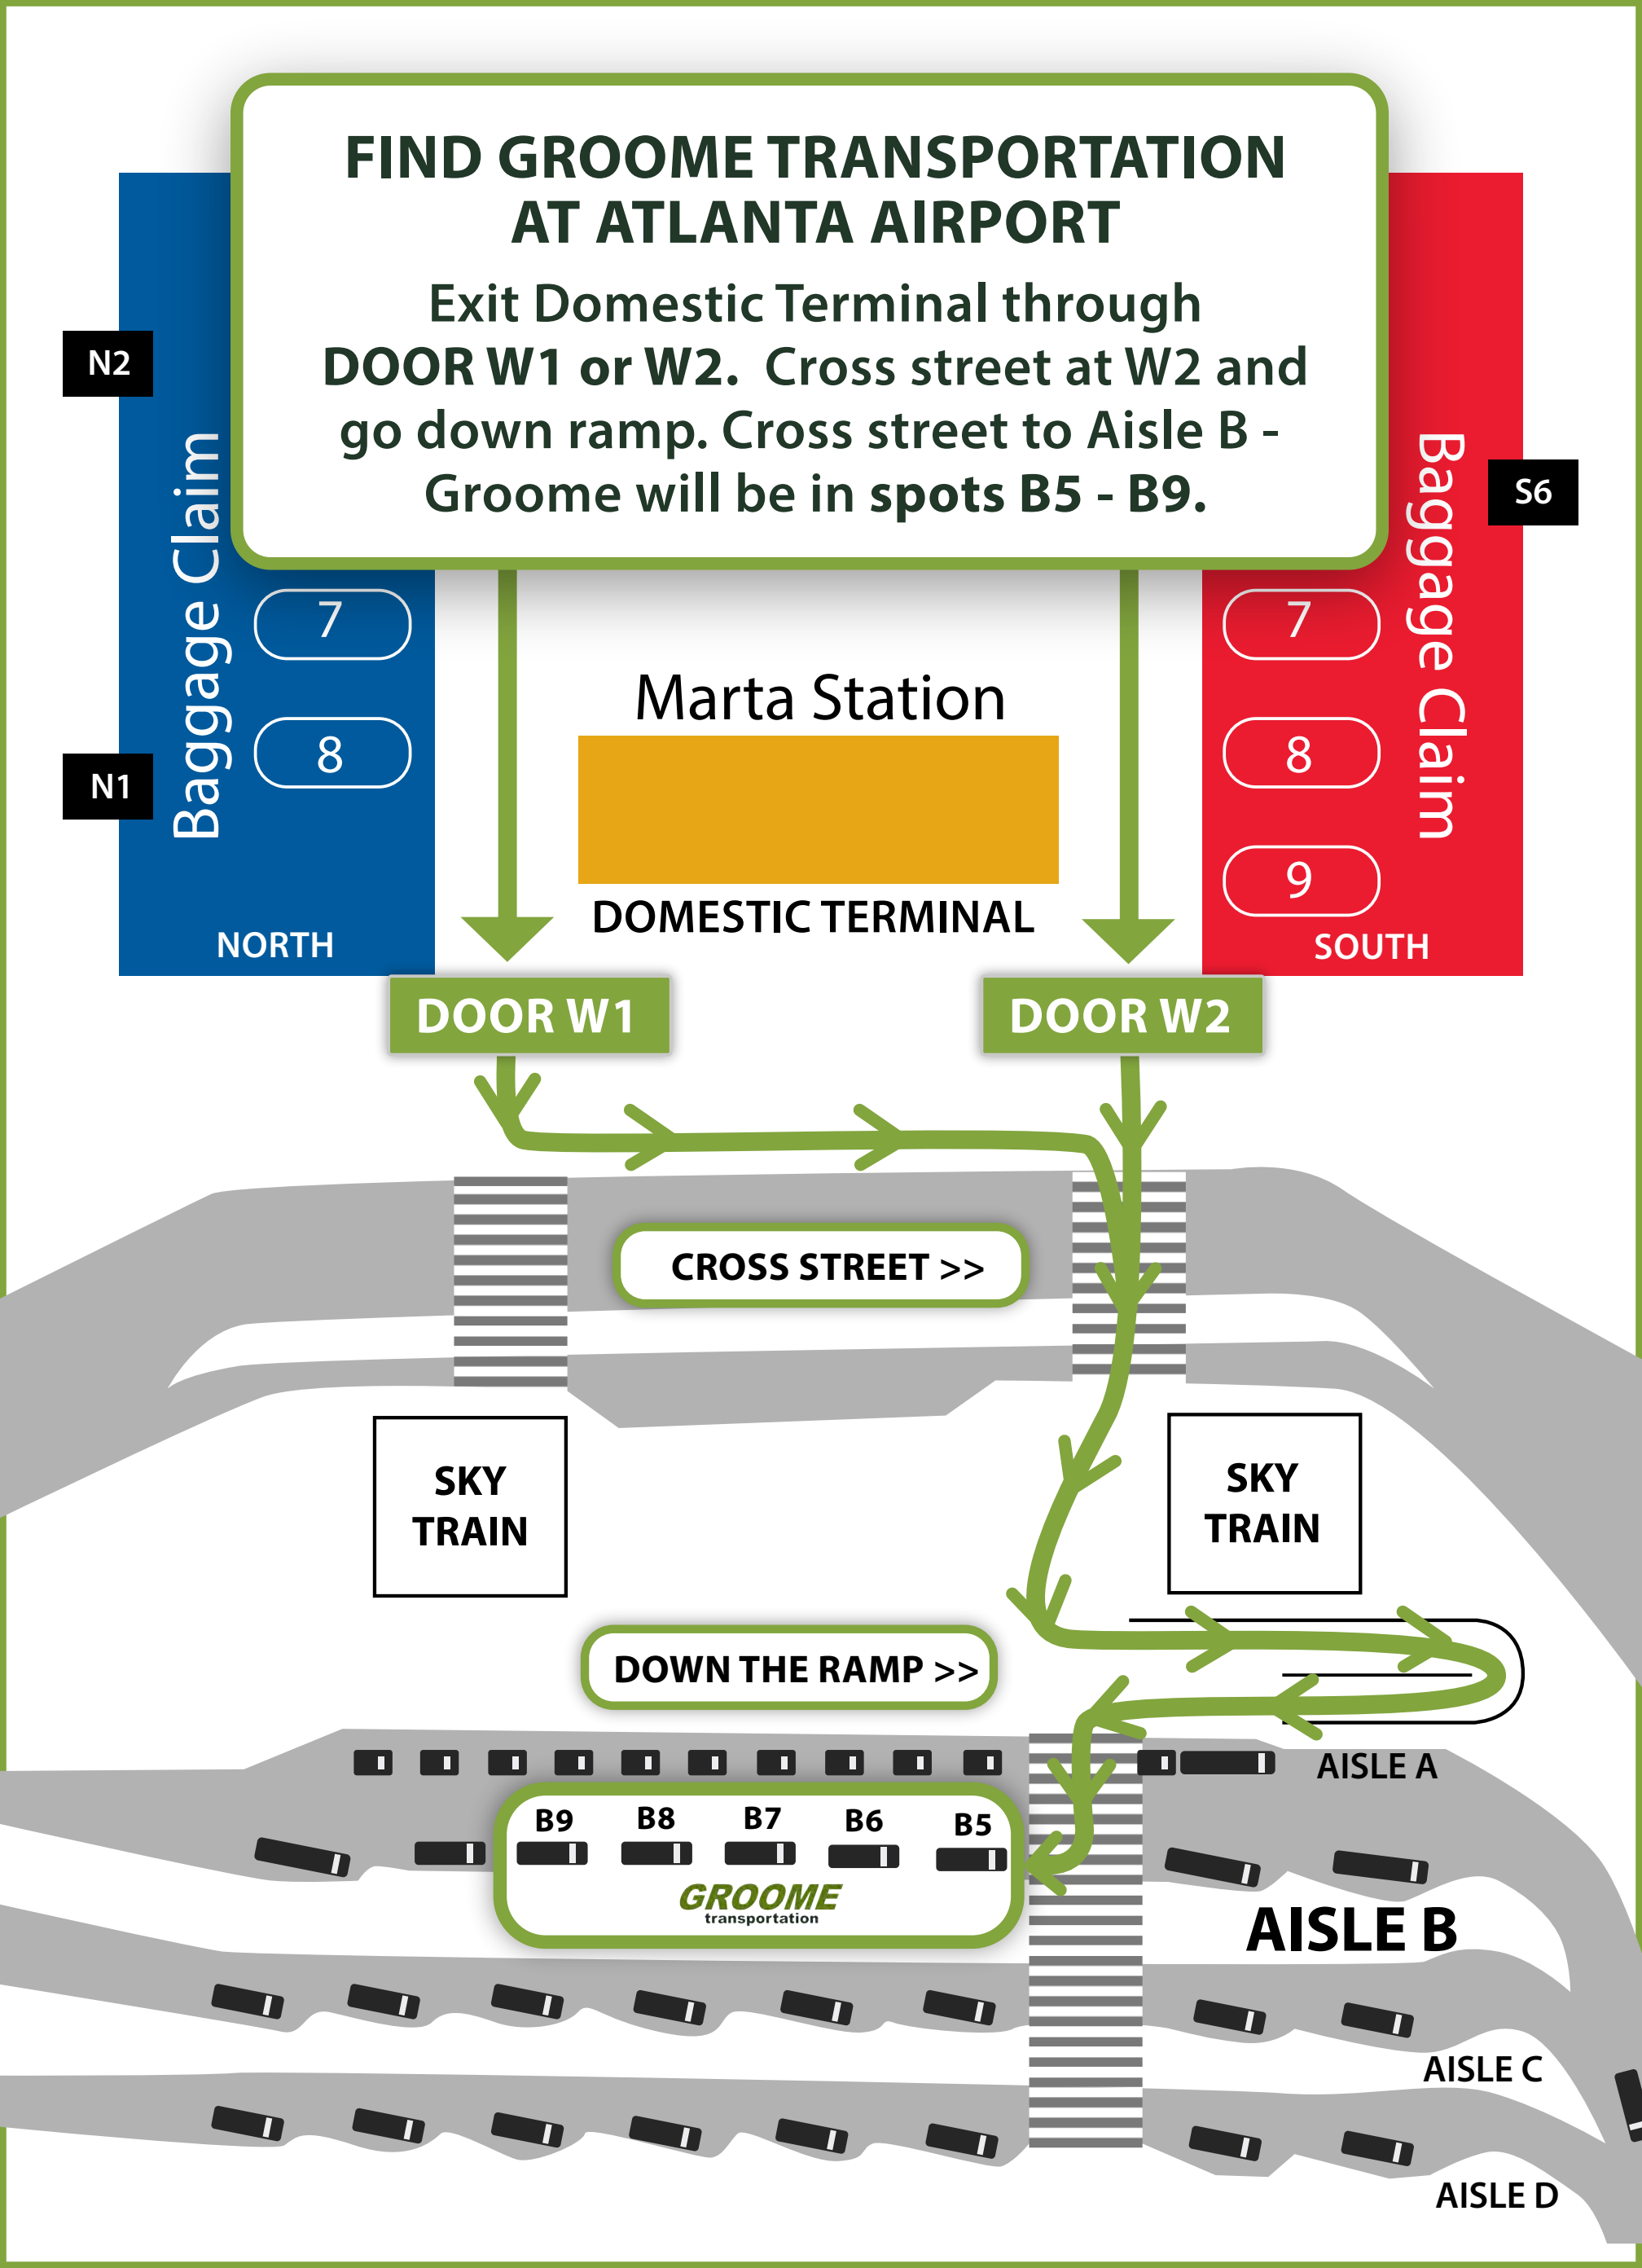 FIND GROOME TRANSPORTATION
AT ATLANTA AIRPORT
Exit Domestic Terminal through
DOOR W1 or W2. Cross street at W2 and
go down ramp. Cross street to Aisle B -
Groome will be in spots B5 - B9.
N2
N1
Baggage Claim
7
8
NORTH
Marta Station
DOMESTIC TERMINAL
S6
Baggage Claim
7
8
9
SOUTH
DOOR W1
DOOR W2
CROSS STREET >>
SKY
TRAIN
SKY
TRAIN
DOWN THE RAMP >>
AISLE A
B9 B8 B7 B6 B5
GROOME
transportation
AISLE B
AISLE C
AISLE D